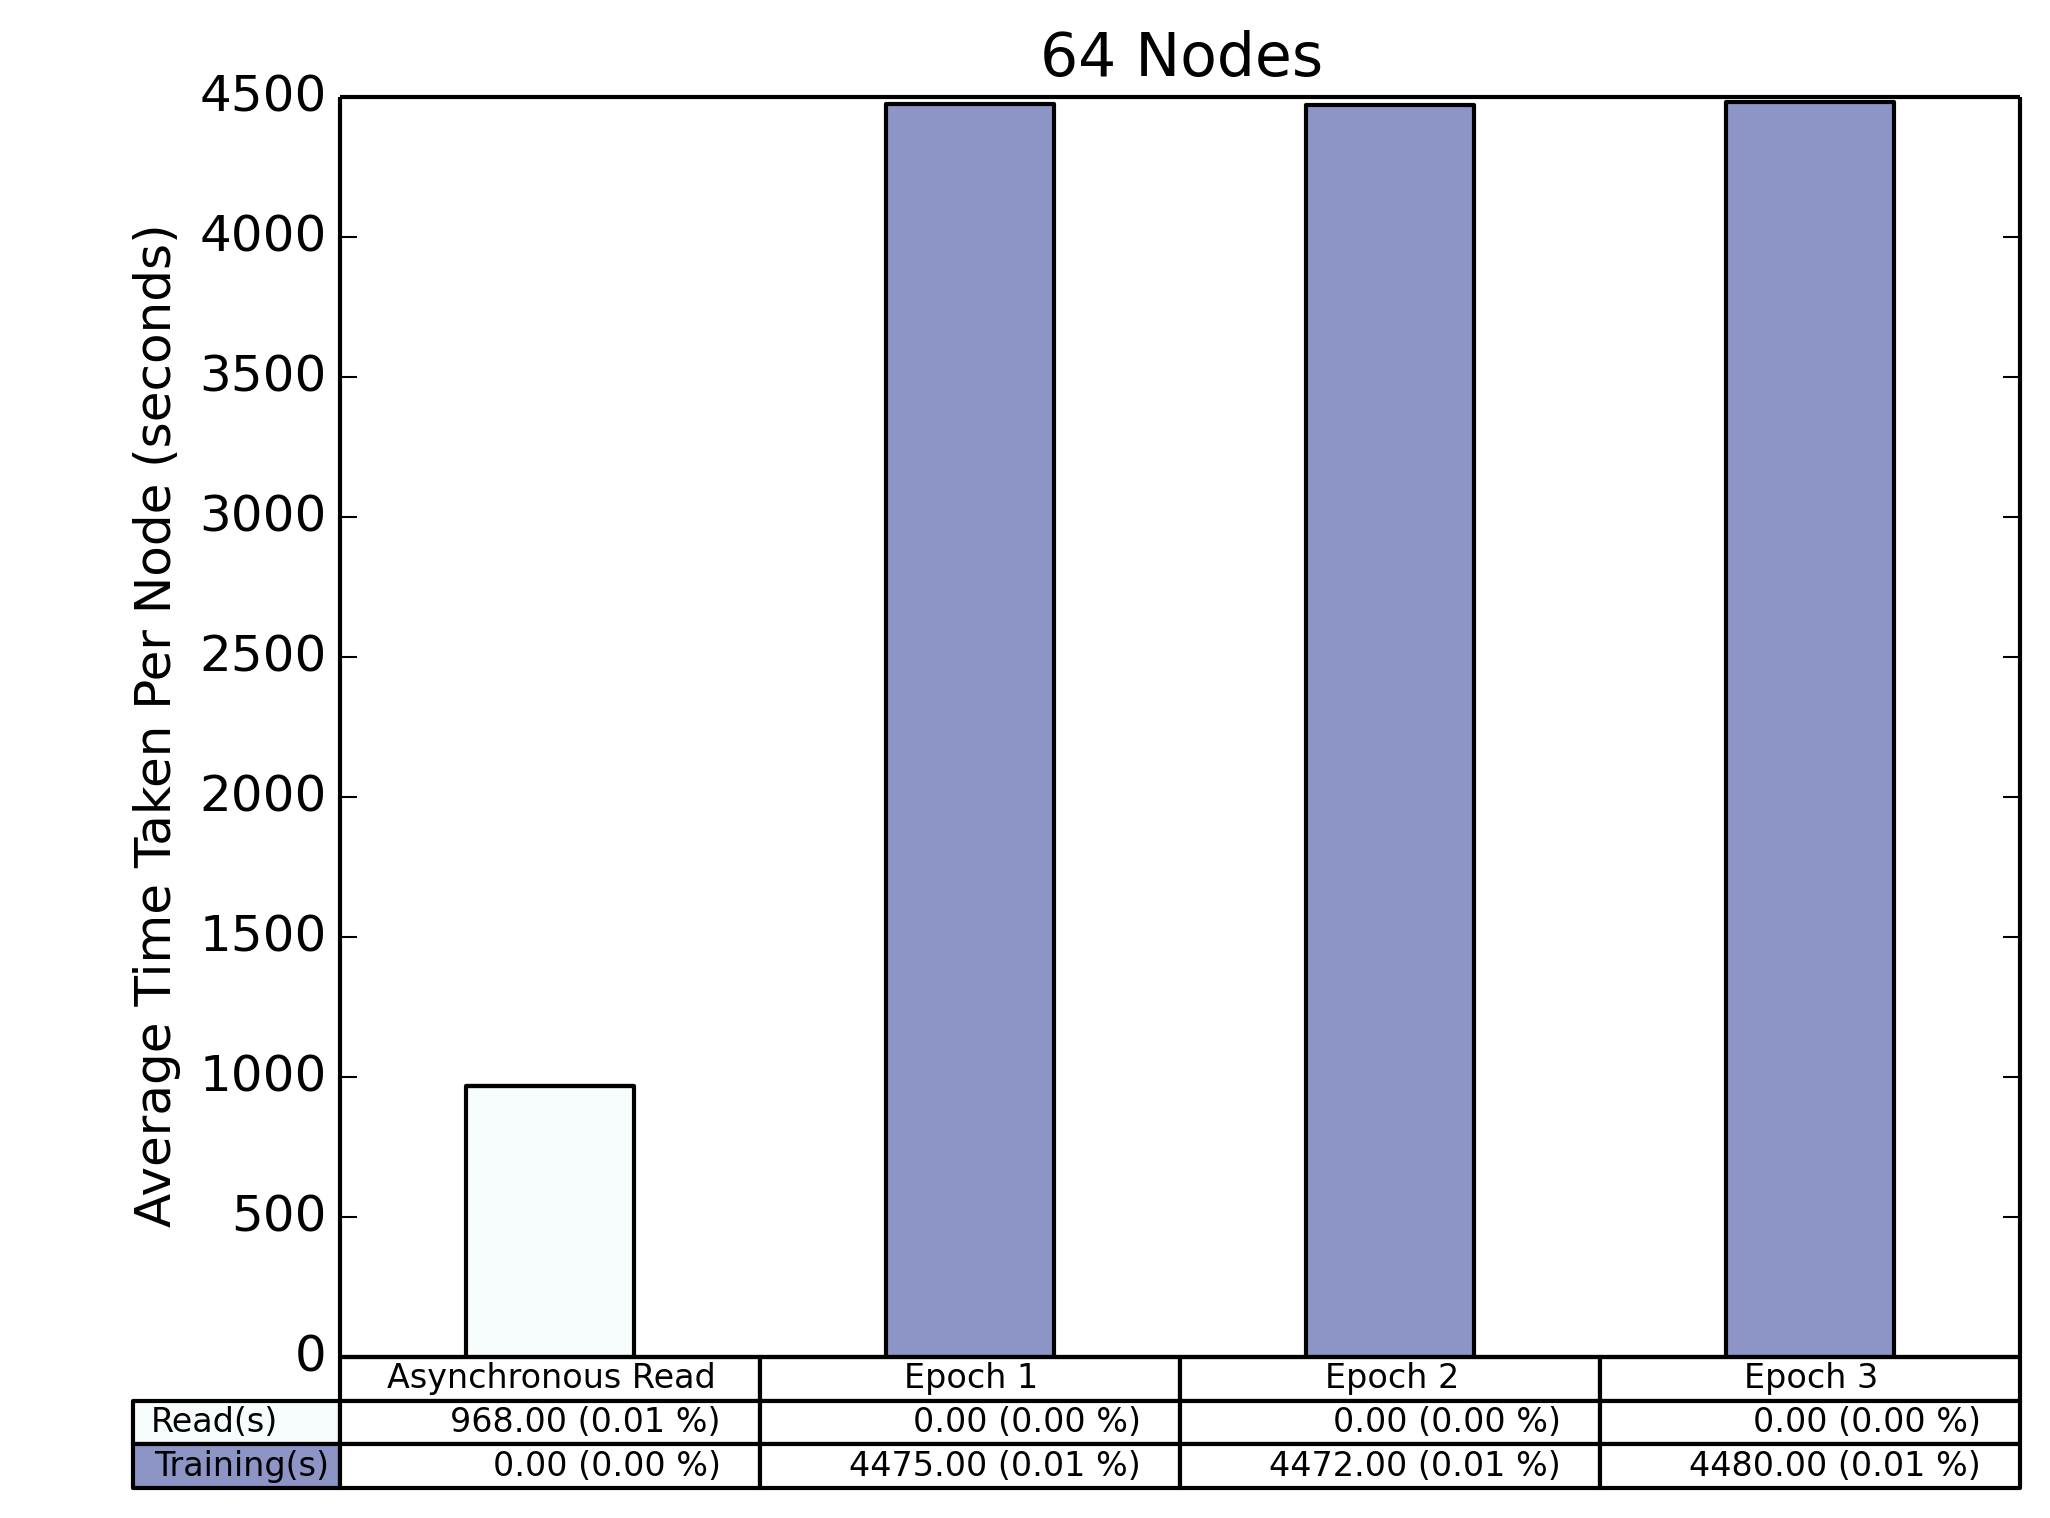 64 Nodes
Average Time Taken Per Node (seconds)
4500
4000
3500
3000
2500
2000
1500
1000
500
0
Asynchronous Read Epoch 1 Epoch 2 Epoch 3
Read(s) 968.00 (0.01 %) 0.00 (0.00 %) 0.00 (0.00 %) 0.00 (0.00 %)
Training(s) 0.00 (0.00 %) 4475.00 (0.01 %) 4472.00 (0.01 %) 4480.00 (0.01 %)